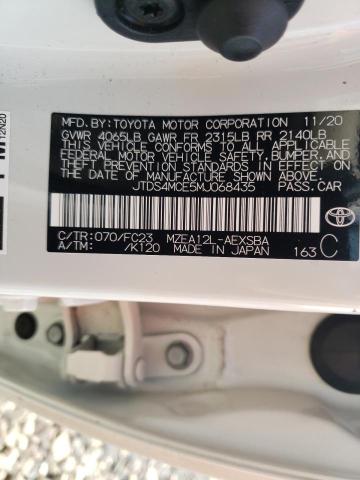 MFD. BY: TOYOTA MOTOR CORPORATION 11/20
GVWR 4065LB GAWR FR 2315LB RR 2140LB
THIS VEHICLE CONFORMS TO ALL APPLICABLE
FEDERAL MOTOR VEHICLE SAFETY, BUMPER, AND
THEFT PREVENTION STANDARDS IN EFFECT ON
THE DATE OF MANUFACTURE SHOWN ABOVE.
JTDS4MCE5MJ068435 PASS.CAR
TOYOTA
C/TR: 070/FC23 MZEA12L-AEXSBA
A/TM: /K120 MADE IN JAPAN 163 C
12N20